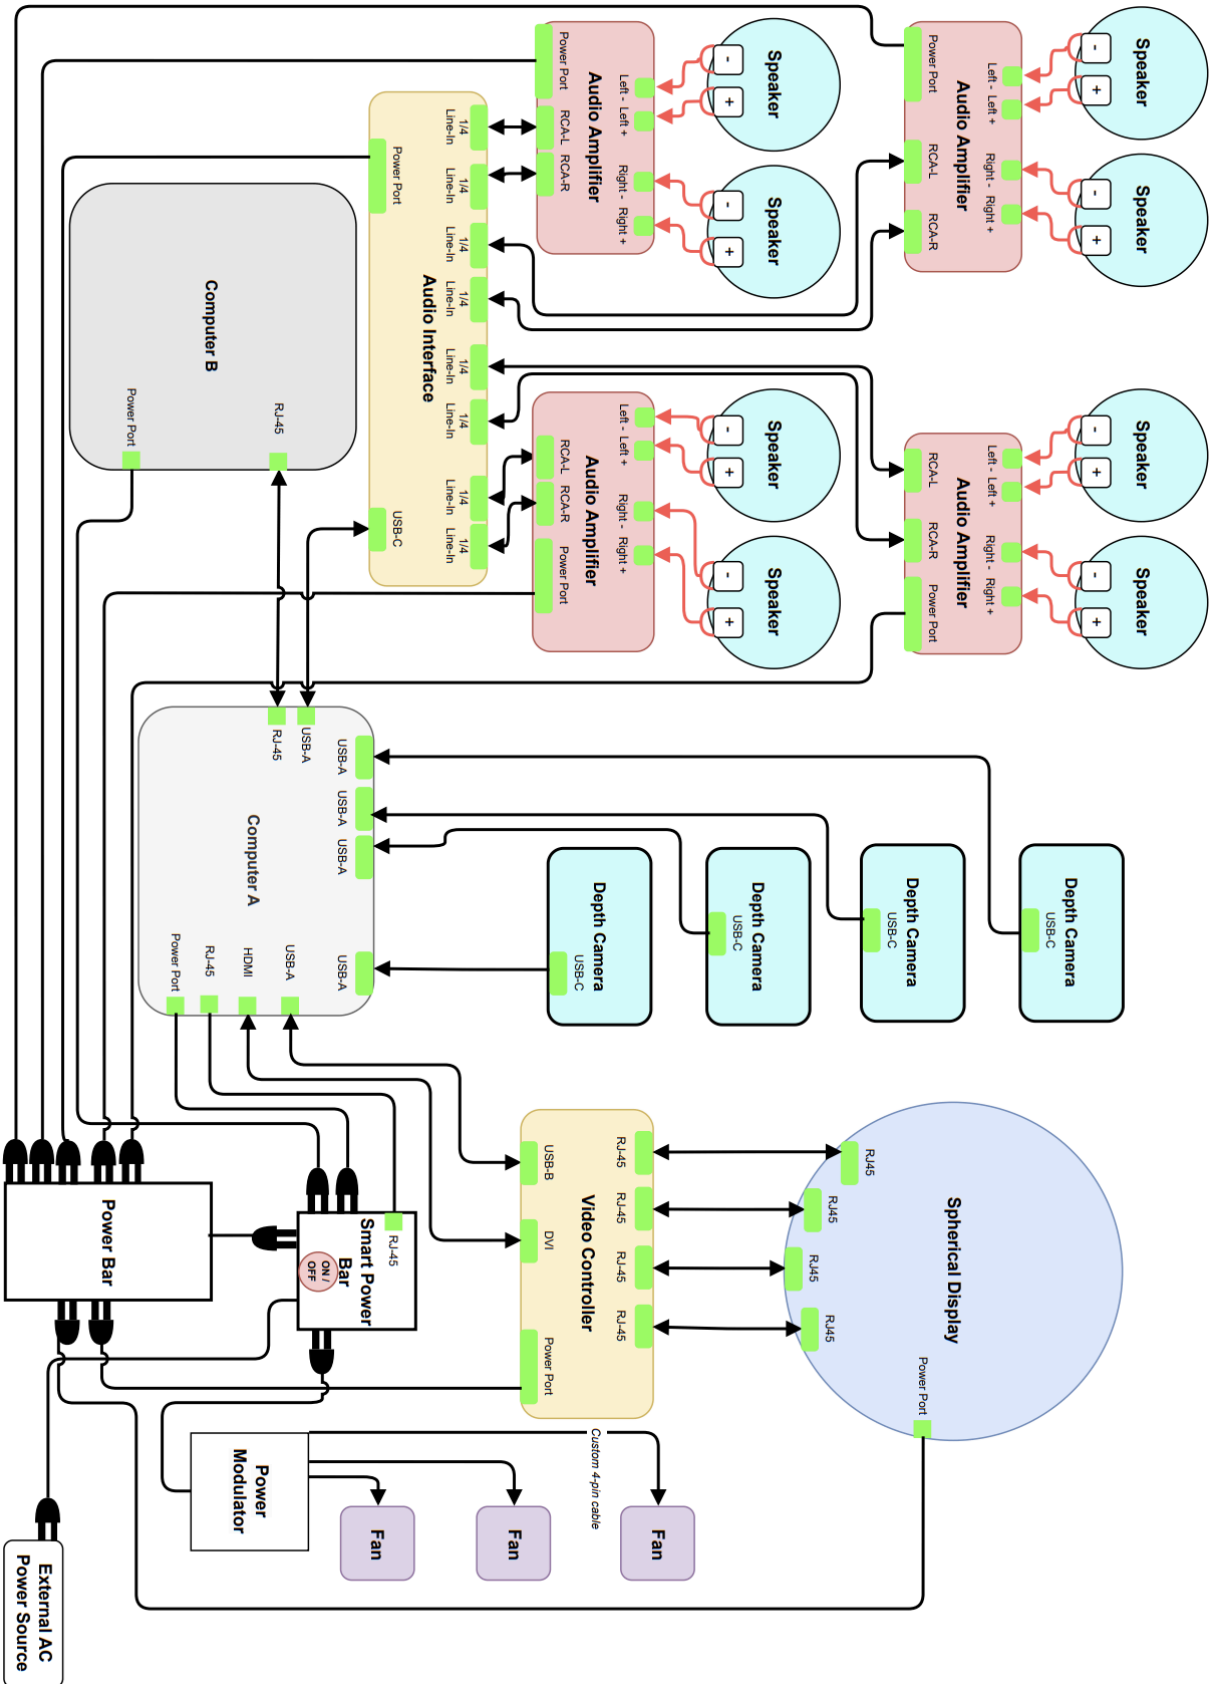 Speaker
-
+
Speaker
-
+
Left -
Left +
Right -
Right +
Audio Amplifier
Power Port
RCA-L
RCA-R
Speaker
-
+
Speaker
-
+
Left -
Left +
Right -
Right +
Audio Amplifier
RCA-L
RCA-R
Power Port
Depth Camera
USB-C
Depth Camera
USB-C
Depth Camera
USB-C
Depth Camera
USB-C
Spherical Display
RJ45
RJ45
RJ45
RJ45
Power Port
Speaker
-
+
Speaker
-
+
Left -
Left +
Right -
Right +
Audio Amplifier
Power Port
RCA-L
RCA-R
Speaker
-
+
Speaker
-
+
Left -
Left +
Right -
Right +
Audio Amplifier
RCA-L
RCA-R
Power Port
RJ-45
RJ-45
RJ-45
RJ-45
Video Controller
USB-B
DVI
Power Port
Custom 4-pin cable
Fan
Fan
Fan
1/4
Line-In
1/4
Line-In
1/4
Line-In
1/4
Line-In
1/4
Line-In
1/4
Line-In
1/4
Line-In
1/4
Line-In
Audio Interface
Power Port
USB-C
Computer B
RJ-45
Power Port
USB-A
USB-A
USB-A
USB-A
USB-A
RJ-45
Computer A
USB-A
HDMI
RJ-45
Power Port
RJ-45
Smart Power
Bar
ON /
OFF
Power
Modulator
Power Bar
External AC
Power Source